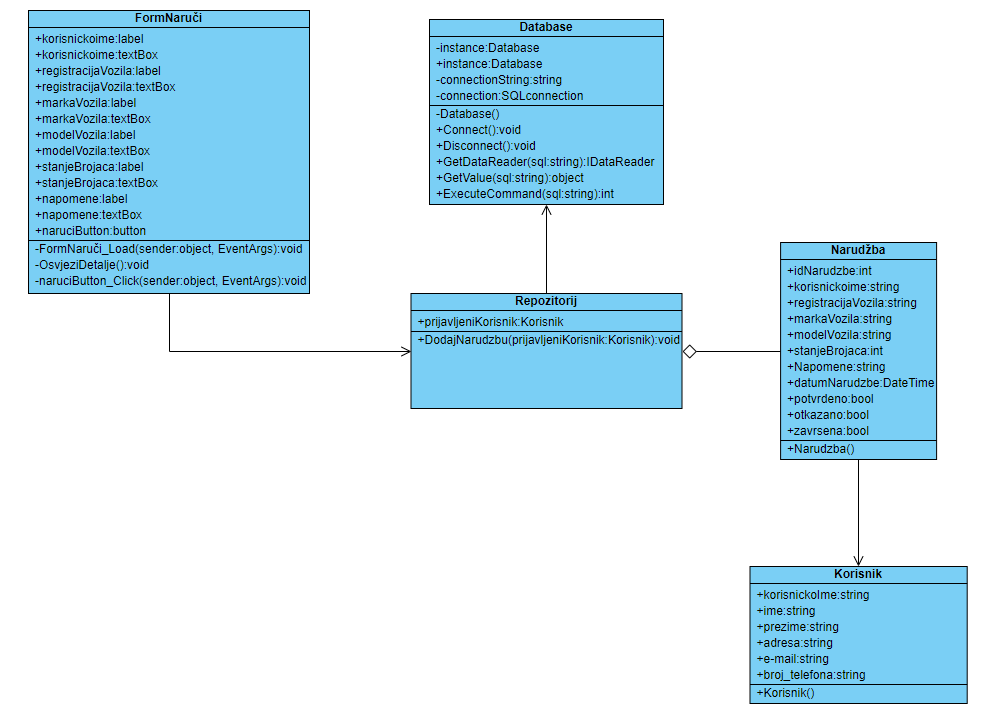 FormNaruči
+korisnickoime:label
+korisnickoime:textBox
+registracijaVozila:label
+registracijaVozila:textBox
+markaVozila:label
+markaVozila:textBox
+modelVozila:label
+modelVozila:textBox
+stanjeBrojaca:label
+stanjeBrojaca:textBox
+napomene:label
+napomene:textBox
+naruciButton:button
-FormNaruči_Load(sender:object, EventArgs):void
-OsvjeziDetalje():void
-naruciButton_Click(sender:object, EventArgs):void
Database
-instance:Database
+instance:Database
-connectionString:string
-connection:SQLconnection
-Database()
+Connect():void
+Disconnect():void
+GetDataReader(sql:string):IDataReader
+GetValue(sql:string):object
+ExecuteCommand(sql:string):int
Repozitorij
+prijavljeniKorisnik:Korisnik
+DodajNarudzbu(prijavljeniKorisnik:Korisnik):void
Narudžba
+idNarudzbe:int
+korisnickoime:string
+registracijaVozila:string
+markaVozila:string
+modelVozila:string
+stanjeBrojaca:int
+Napomene:string
+datumNarudzbe:DateTime
+potvrdeno:bool
+otkazano:bool
+zavrsena:bool
+Narudzba()
Korisnik
+korisnickoIme:string
+ime:string
+prezime:string
+adresa:string
+e-mail:string
+broj_telefona:string
+Korisnik()